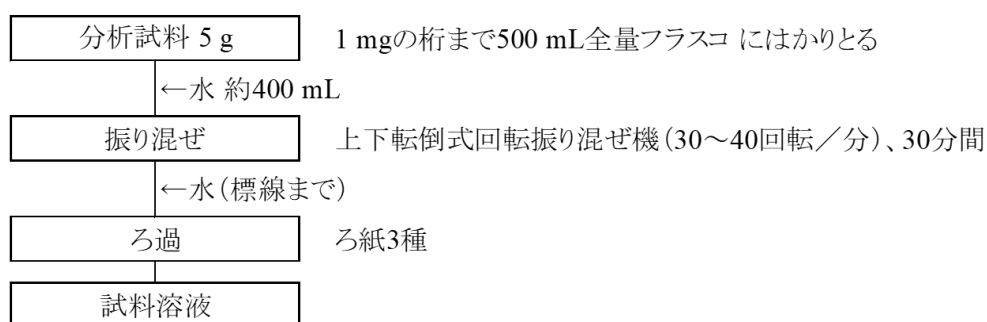 分析試料 5 g
1 mgの桁まで500 mL全量フラスコ にはかりとる
←水 約400 mL
振り混ぜ
上下転倒式回転振り混ぜ機(30~40回転/分)、30分間
←水(標線まで)
ろ過
ろ紙3種
試料溶液